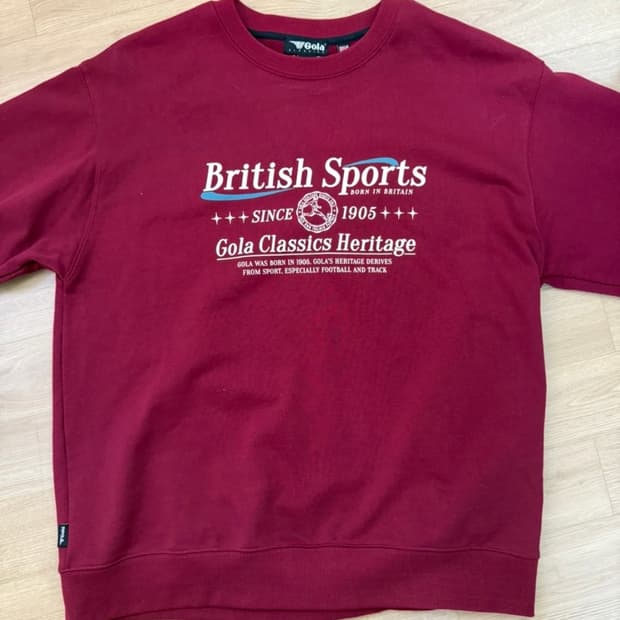 Gola
British Sports
BORN IN BRITAIN
SINCE 1905
Gola Classics Heritage
GOLA WAS BORN IN 1905. GOLA'S HERITAGE DERIVES
FROM SPORT, ESPECIALLY FOOTBALL AND TRACK